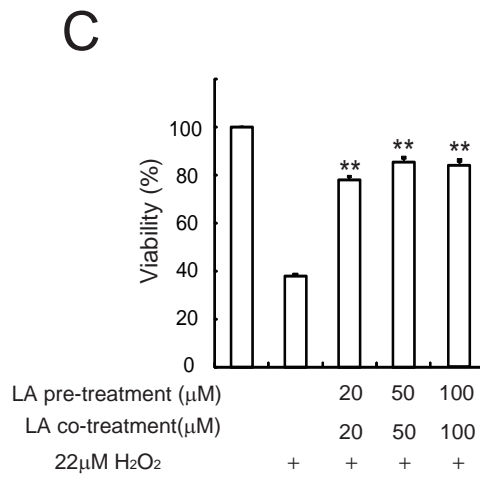 C
Viability (%)
100
80
60
40
20
0
** ** **
LA pre-treatment (μM) 20 50 100
LA co-treatment(μM) 20 50 100
22μM H₂O₂ + + + +